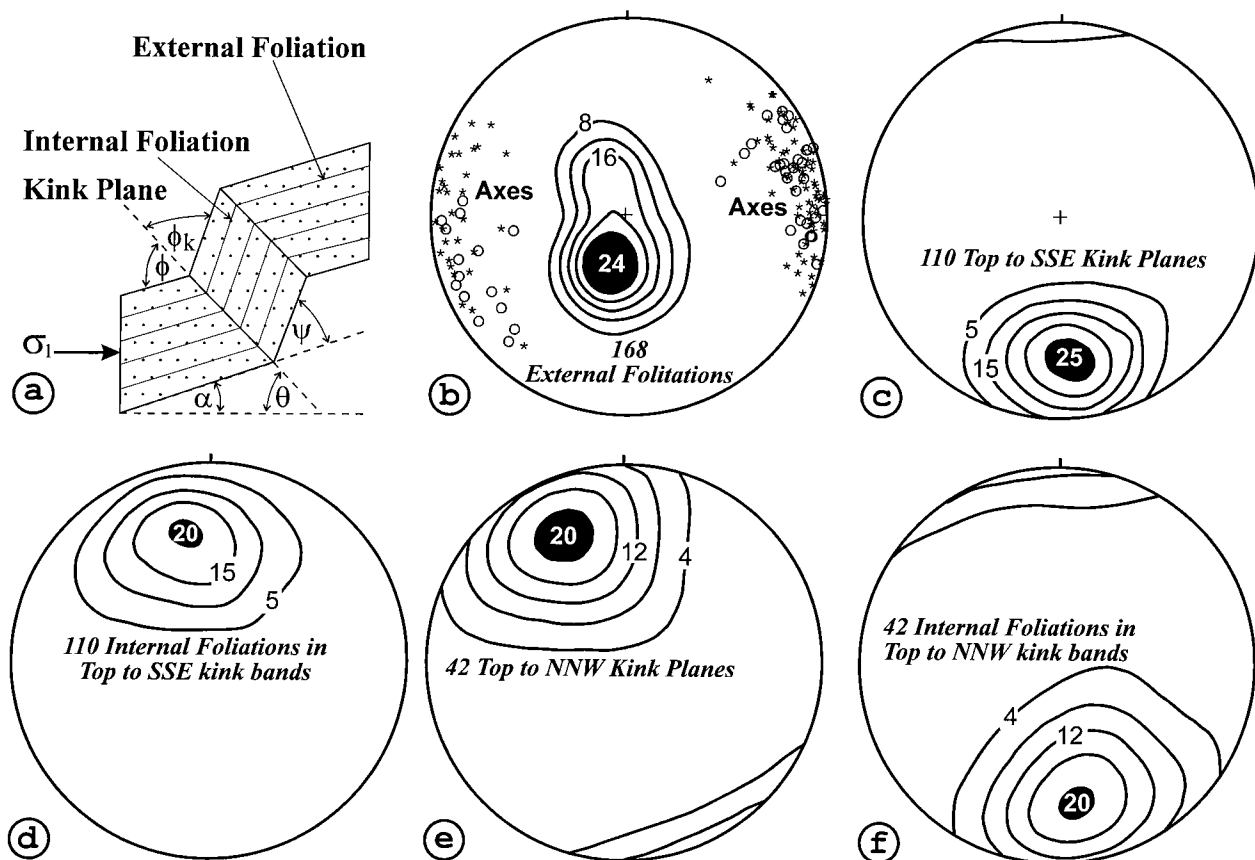 External Foliation
Internal Foliation
Kink Plane
ϕk
ϕ
ψ
σ1
α
θ
a
8
16
Axes
Axes
24
168
External Folitations
b
110 Top to SSE Kink Planes
5
15
25
c
20
15
5
110 Internal Foliations in
Top to SSE kink bands
d
20
12
4
42 Top to NNW Kink Planes
e
42 Internal Foliations in
Top to NNW kink bands
4
12
20
f